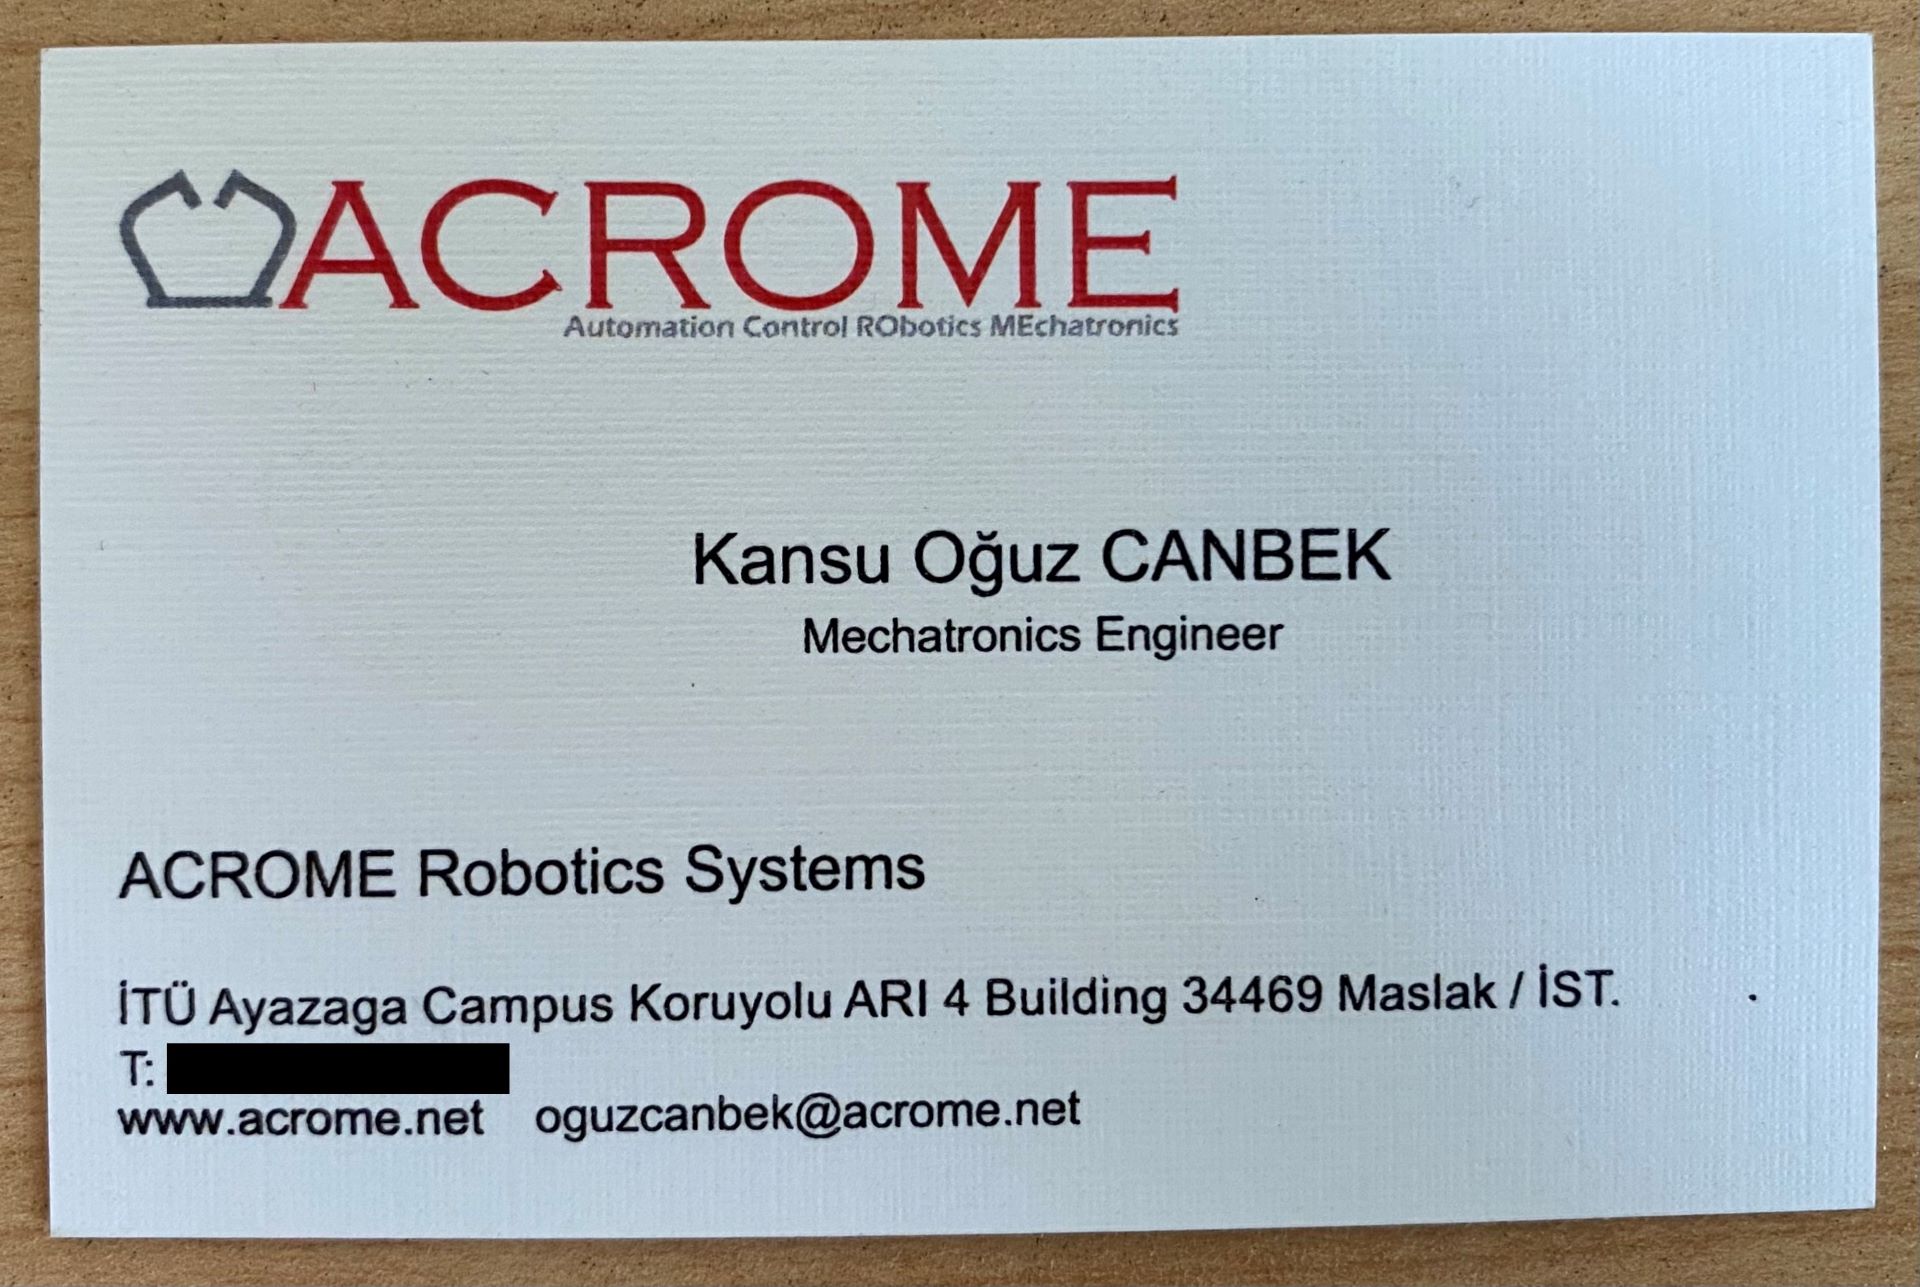 ACROME
Automation Control RObotics MEchatronics
Kansu Oğuz CANBEK
Mechatronics Engineer
ACROME Robotics Systems
İTÜ Ayazaga Campus Koruyolu ARI 4 Building 34469 Maslak / İST.
T:
www.acrome.net oguzcanbek@acrome.net